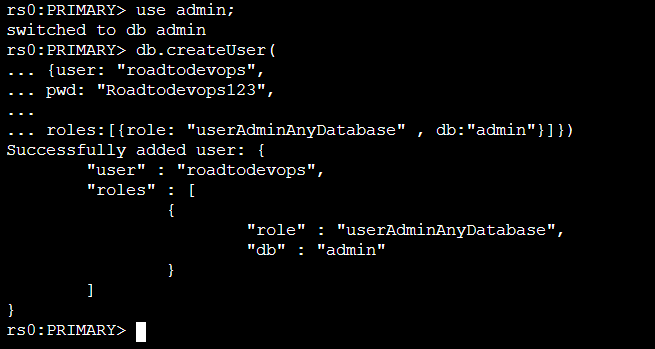 rs0:PRIMARY> use admin;
switched to db admin
rs0:PRIMARY> db.createUser(
... {user: "roadtodevops",
... pwd: "Roadtodevops123",
...
... roles:[{role: "userAdminAnyDatabase" , db:"admin"}]})
Successfully added user: {
        "user" : "roadtodevops",
        "roles" : [
                {
                        "role" : "userAdminAnyDatabase",
                        "db" : "admin"
                }
        ]
}
rs0:PRIMARY>